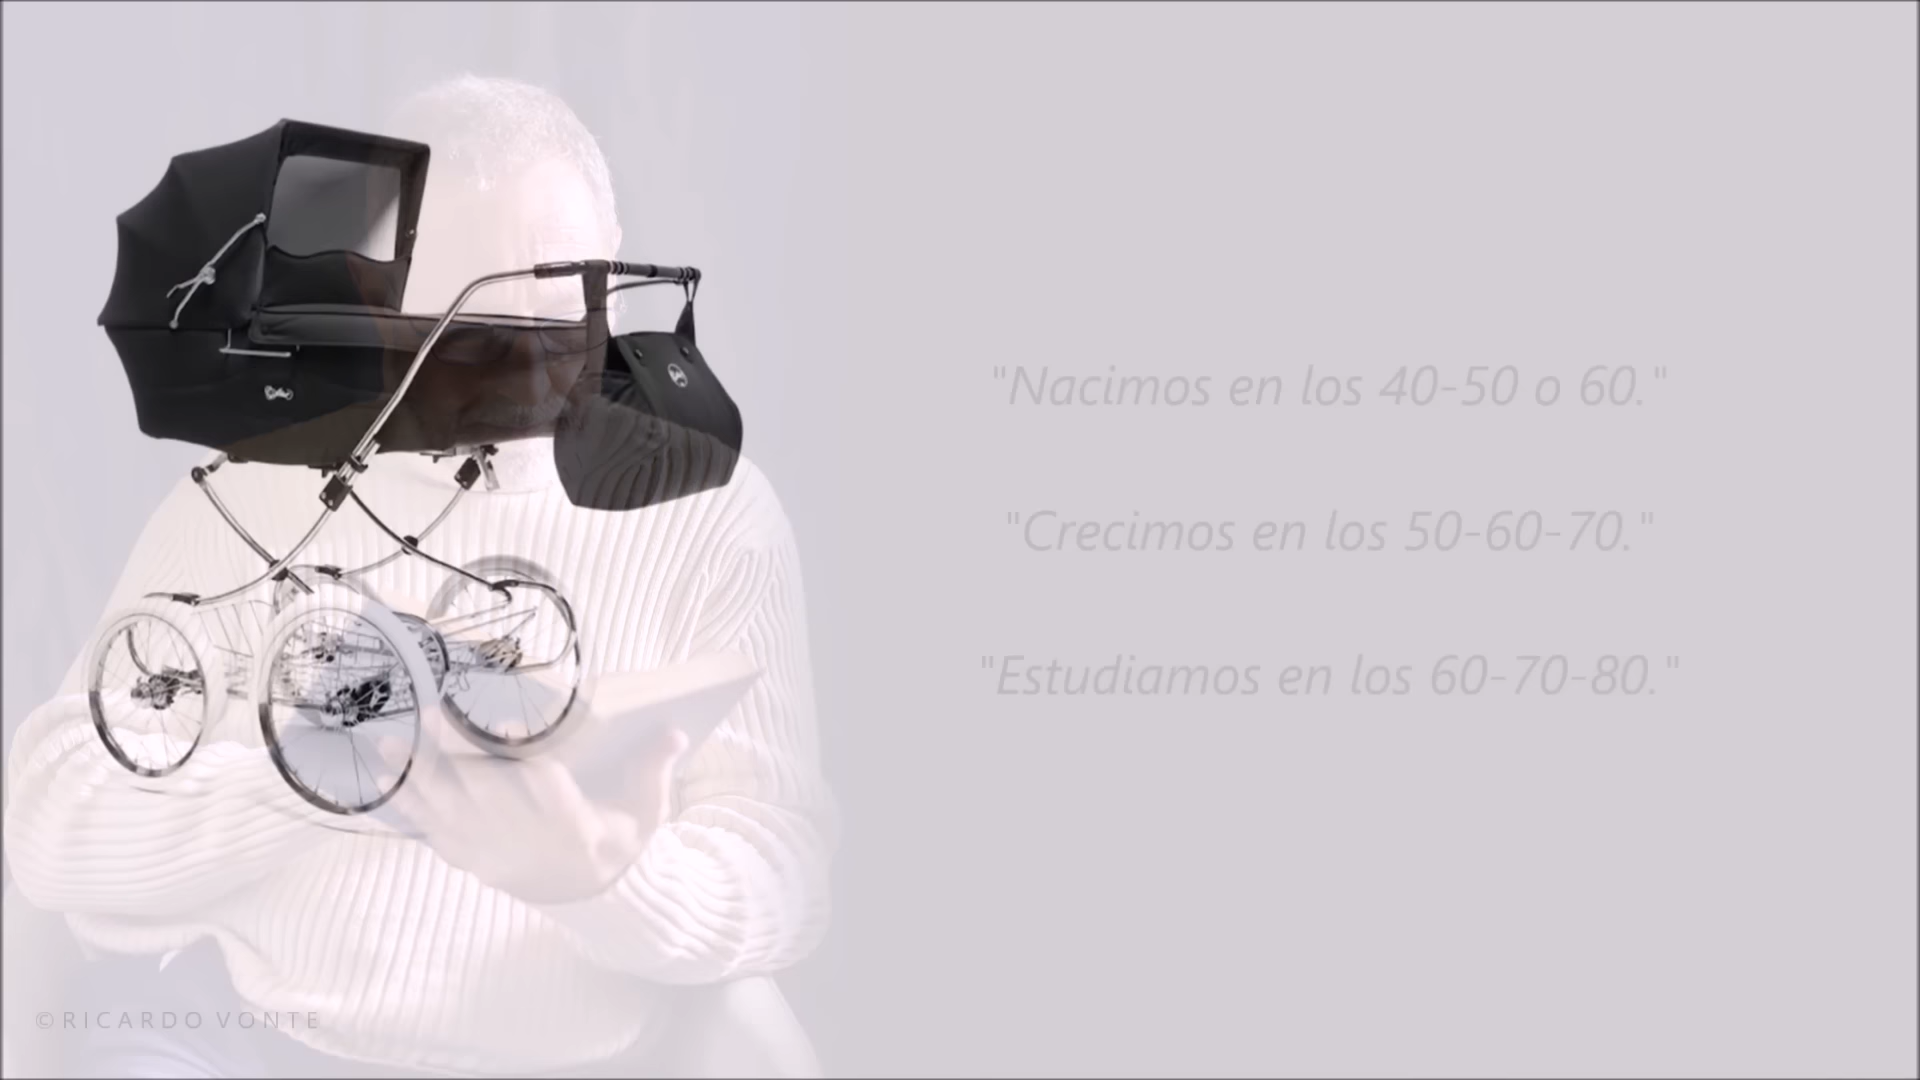 "Nacimos en los 40-50 o 60."
"Crecimos en los 50-60-70."
"Estudiamos en los 60-70-80."
©RICARDO VONTE